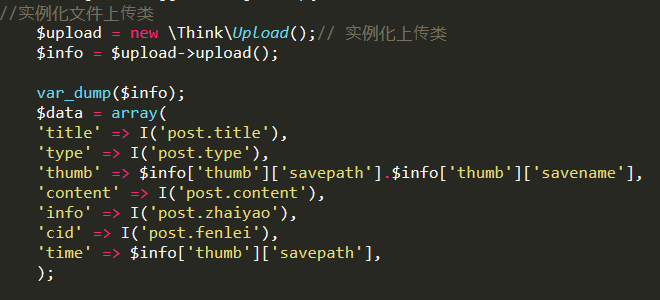 //实例化文件上传类
$upload = new \Think\Upload();// 实例化上传类
$info = $upload->upload();
var_dump($info);
$data = array(
'title' => I('post.title'),
'type' => I('post.type'),
'thumb' => $info['thumb']['savepath'].$info['thumb']['savename'],
'content' => I('post.content'),
'info' => I('post.zhaiyao'),
'cid' => I('post.fenlei'),
'time' => $info['thumb']['savepath'],
);